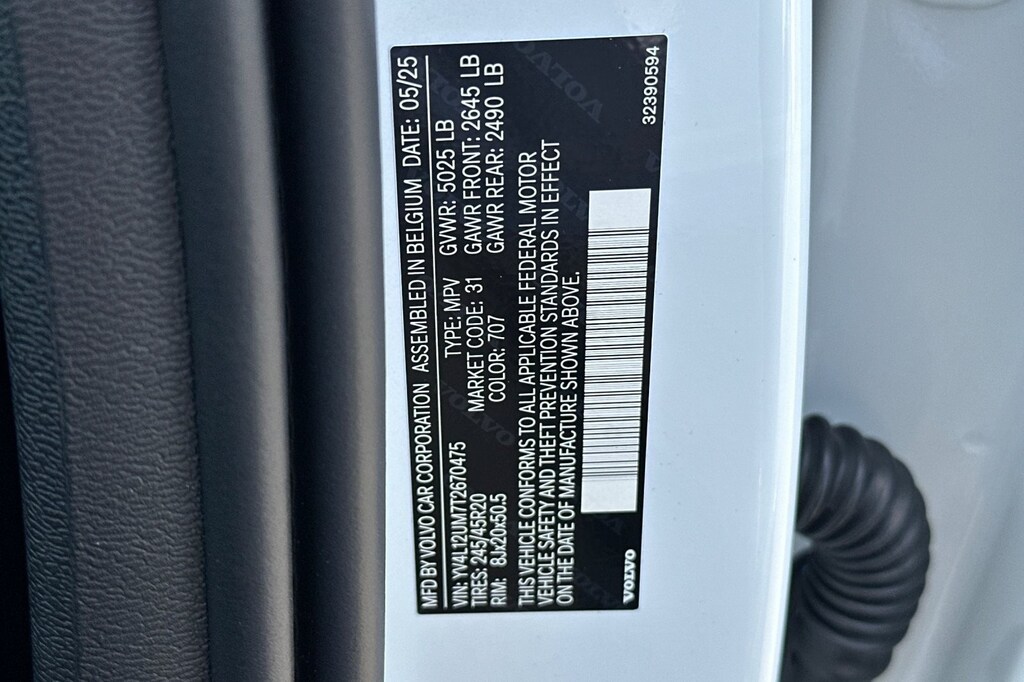 MFD BY VOLVO CAR CORPORATION ASSEMBLED IN BELGIUM DATE: 05/25
VIN: YV4L12UM7T2670475 TYPE: MPV GVWR: 5025 LB
TIRES: 245/45R20 MARKET CODE: 31 GAWR FRONT: 2645 LB
RIM: 8Jx20x50.5 COLOR: 707 GAWR REAR: 2490 LB
THIS VEHICLE CONFORMS TO ALL APPLICABLE FEDERAL MOTOR
VEHICLE SAFETY AND THEFT PREVENTION STANDARDS IN EFFECT
ON THE DATE OF MANUFACTURE SHOWN ABOVE.
VOLVO 32390594